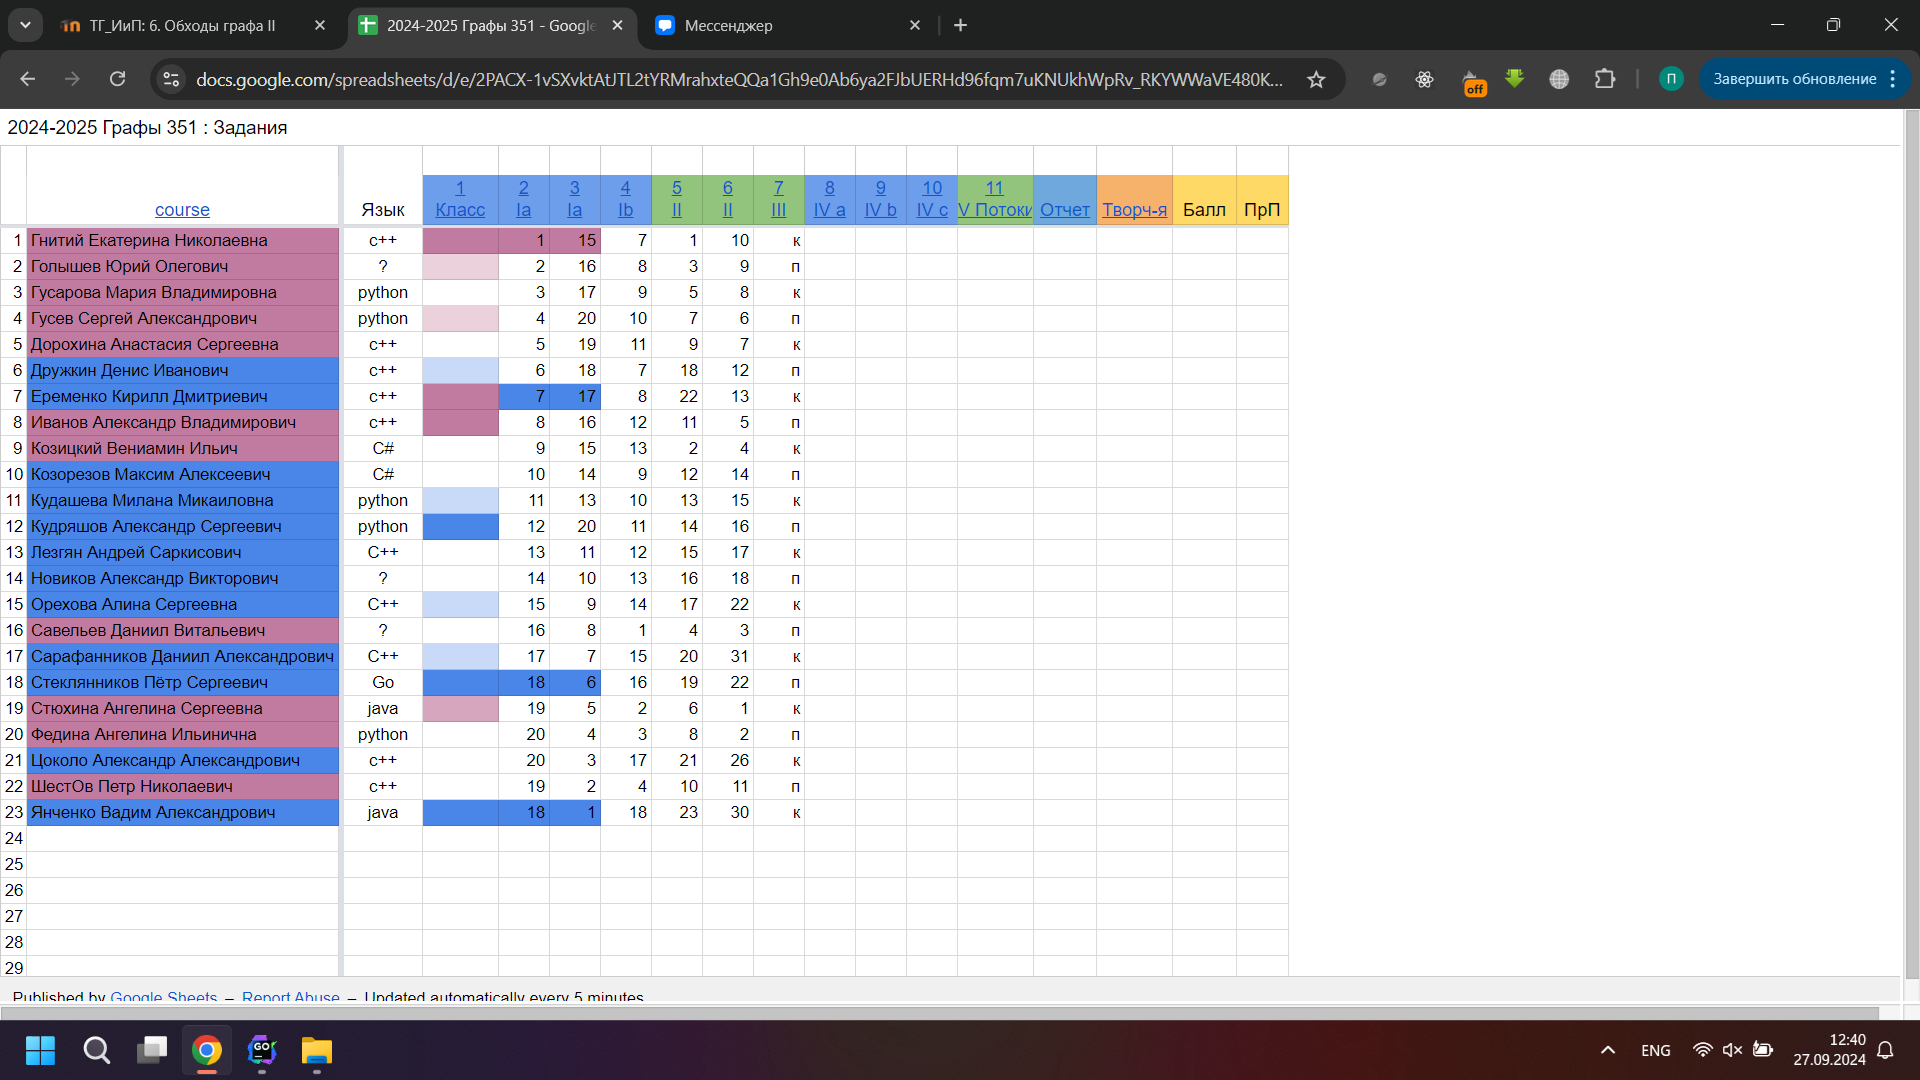 ТГ_ИиП: 6. Обходы графа II
2024-2025 Графы 351 - Google
Мессенджер
docs.google.com/spreadsheets/d/e/2PACX-1vSXvktAtJTL2tYRMrahxteQQa1Gh9e0Ab6ya2FJbUERHd96fqm7uKNUkhWpRv_RKYWWaVE480K...
off
П
Завершить обновление
2024-2025 Графы 351 : Задания
course Язык 1 Класс 2 Ia 3 Ia 4 Ib 5 II 6 II 7 III 8 IV a 9 IV b 10 IV c 11 V Потоки Отчет Творч-я Балл ПрП
1 Гнитий Екатерина Николаевна c++ 1 15 7 1 10 к
2 Голышев Юрий Олегович ? 2 16 8 3 9 п
3 Гусарова Мария Владимировна python 3 17 9 5 8 к
4 Гусев Сергей Александрович python 4 20 10 7 6 п
5 Дорохина Анастасия Сергеевна c++ 5 19 11 9 7 к
6 Дружкин Денис Иванович c++ 6 18 7 18 12 п
7 Еременко Кирилл Дмитриевич c++ 7 17 8 22 13 к
8 Иванов Александр Владимирович c++ 8 16 12 11 5 п
9 Козицкий Вениамин Ильич C# 9 15 13 2 4 к
10 Козорезов Максим Алексеевич C# 10 14 9 12 14 п
11 Кудашева Милана Микаиловна python 11 13 10 13 15 к
12 Кудряшов Александр Сергеевич python 12 20 11 14 16 п
13 Лезгян Андрей Саркисович C++ 13 11 12 15 17 к
14 Новиков Александр Викторович ? 14 10 13 16 18 п
15 Орехова Алина Сергеевна C++ 15 9 14 17 22 к
16 Савельев Даниил Витальевич ? 16 8 1 4 3 п
17 Сарафанников Даниил Александрович C++ 17 7 15 20 31 к
18 Стеклянников Пётр Сергеевич Go 18 6 16 19 22 п
19 Стюхина Ангелина Сергеевна java 19 5 2 6 1 к
20 Федина Ангелина Ильинична python 20 4 3 8 2 п
21 Цоколо Александр Александрович c++ 20 3 17 21 26 к
22 ШестОв Петр Николаевич c++ 19 2 4 10 11 п
23 Янченко Вадим Александрович java 18 1 18 23 30 к
24
25
26
27
28
29
Published by Google Sheets – Report Abuse – Updated automatically every 5 minutes
GO
ENG
12:40
27.09.2024